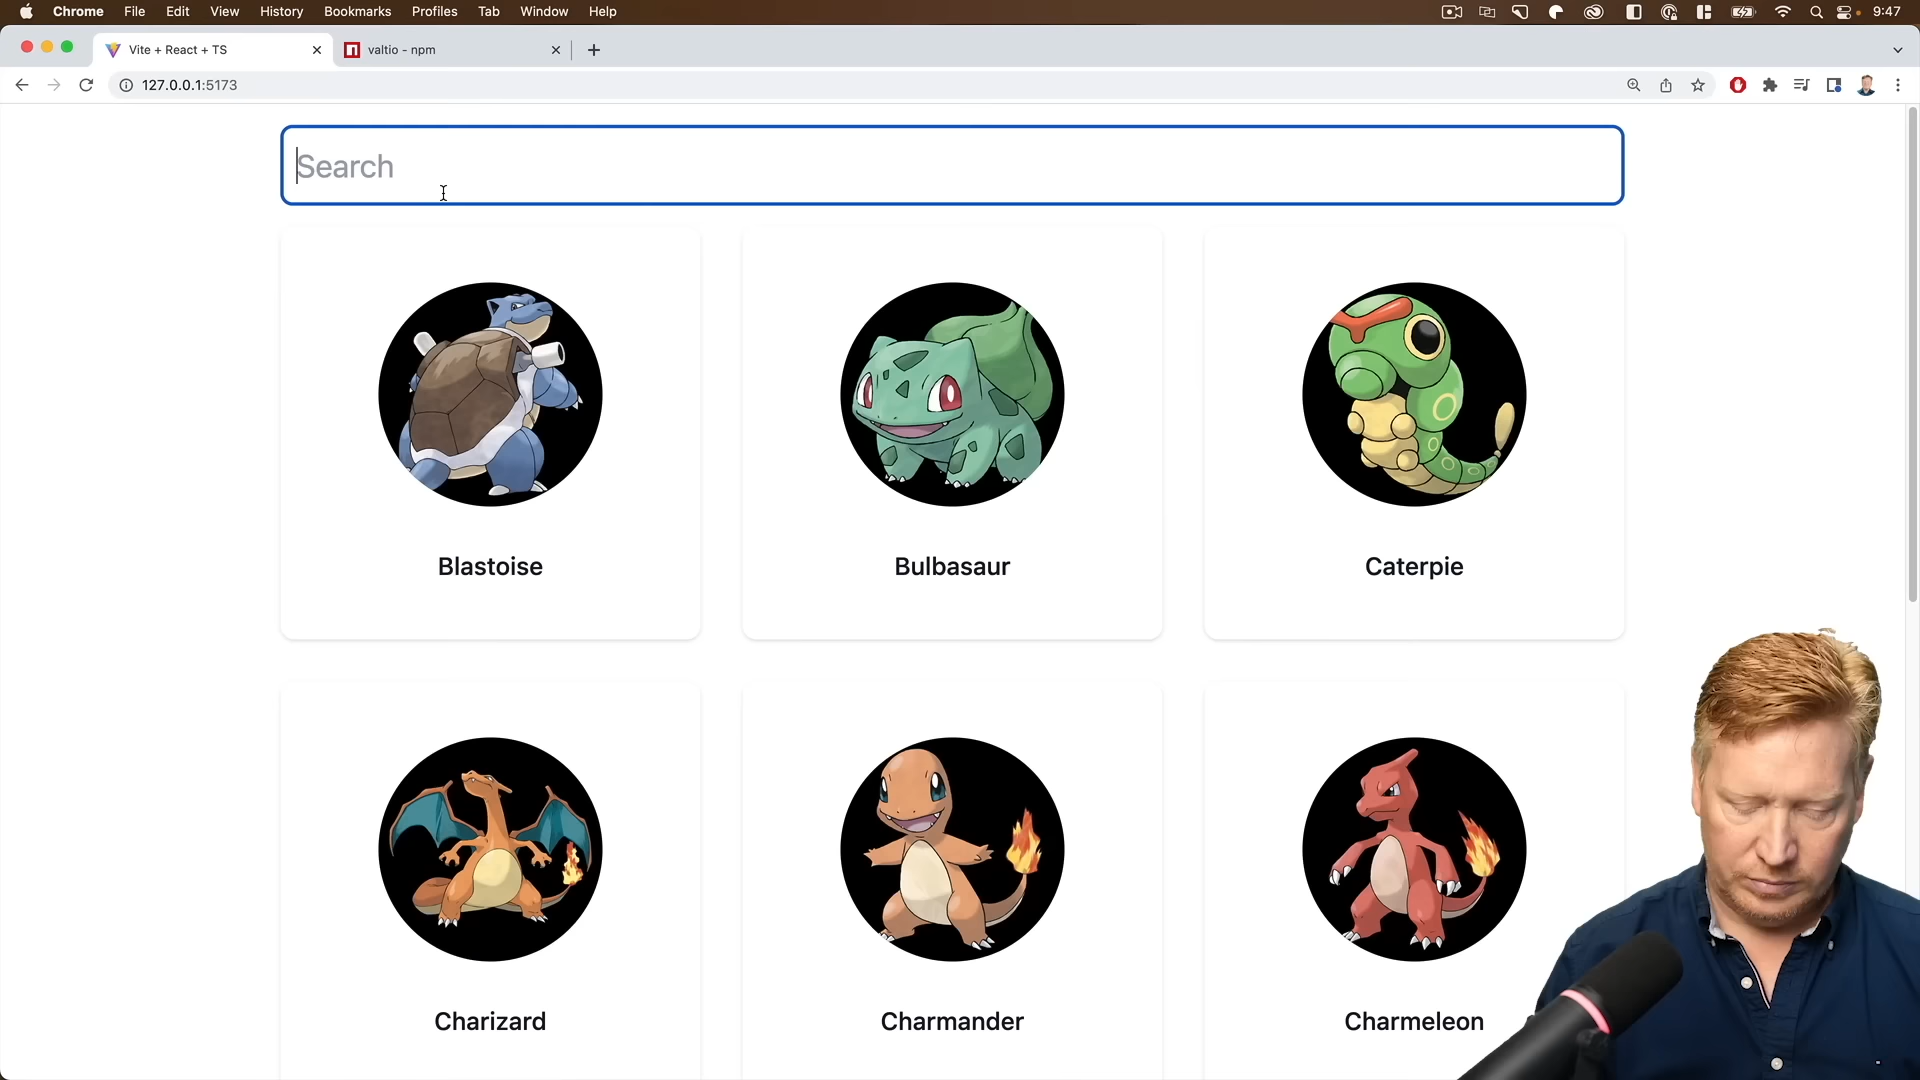 Chrome File Edit View History Bookmarks Profiles Tab Window Help 9:47
Vite + React + TS valtio - npm
127.0.0.1:5173
Search
Blastoise Bulbasaur Caterpie
Charizard Charmander Charmeleon